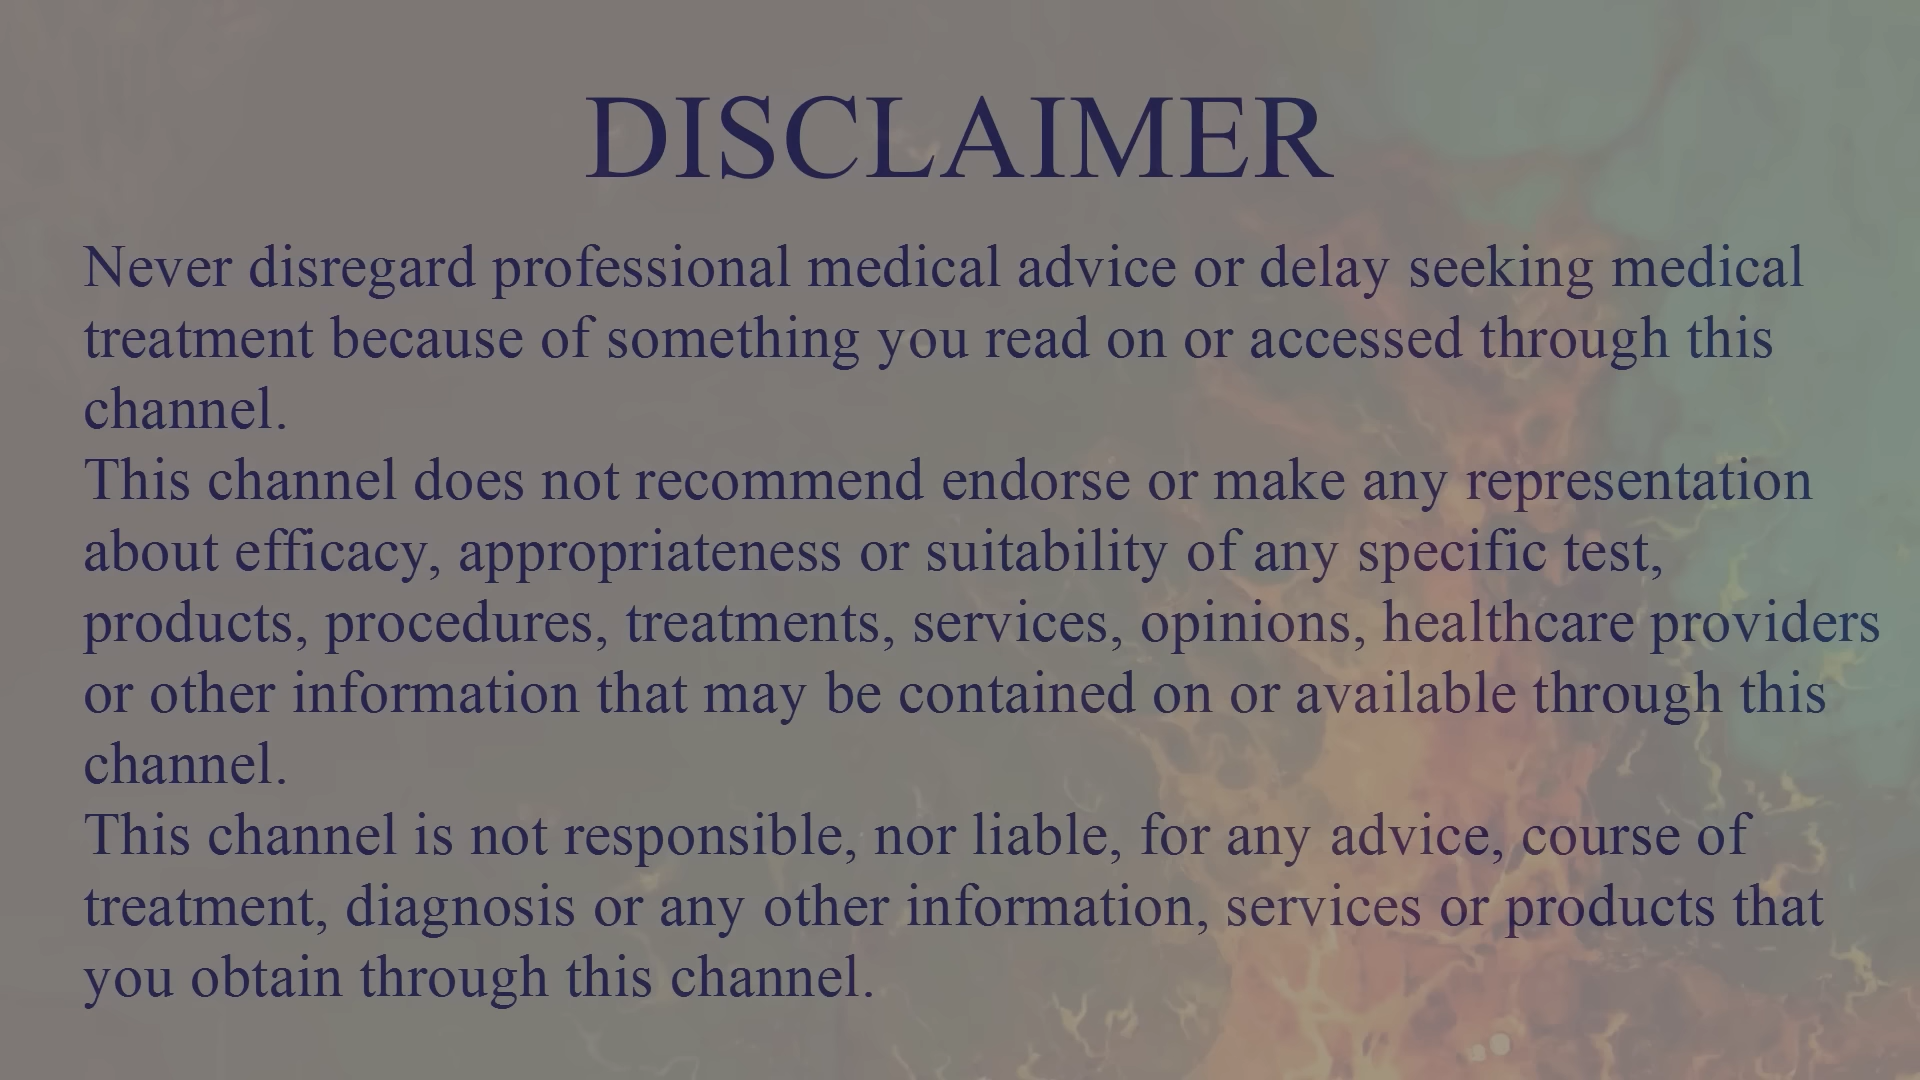 DISCLAIMER
Never disregard professional medical advice or delay seeking medical
treatment because of something you read on or accessed through this
channel.
This channel does not recommend endorse or make any representation
about efficacy, appropriateness or suitability of any specific test,
products, procedures, treatments, services, opinions, healthcare providers
or other information that may be contained on or available through this
channel.
This channel is not responsible, nor liable, for any advice, course of
treatment, diagnosis or any other information, services or products that
you obtain through this channel.